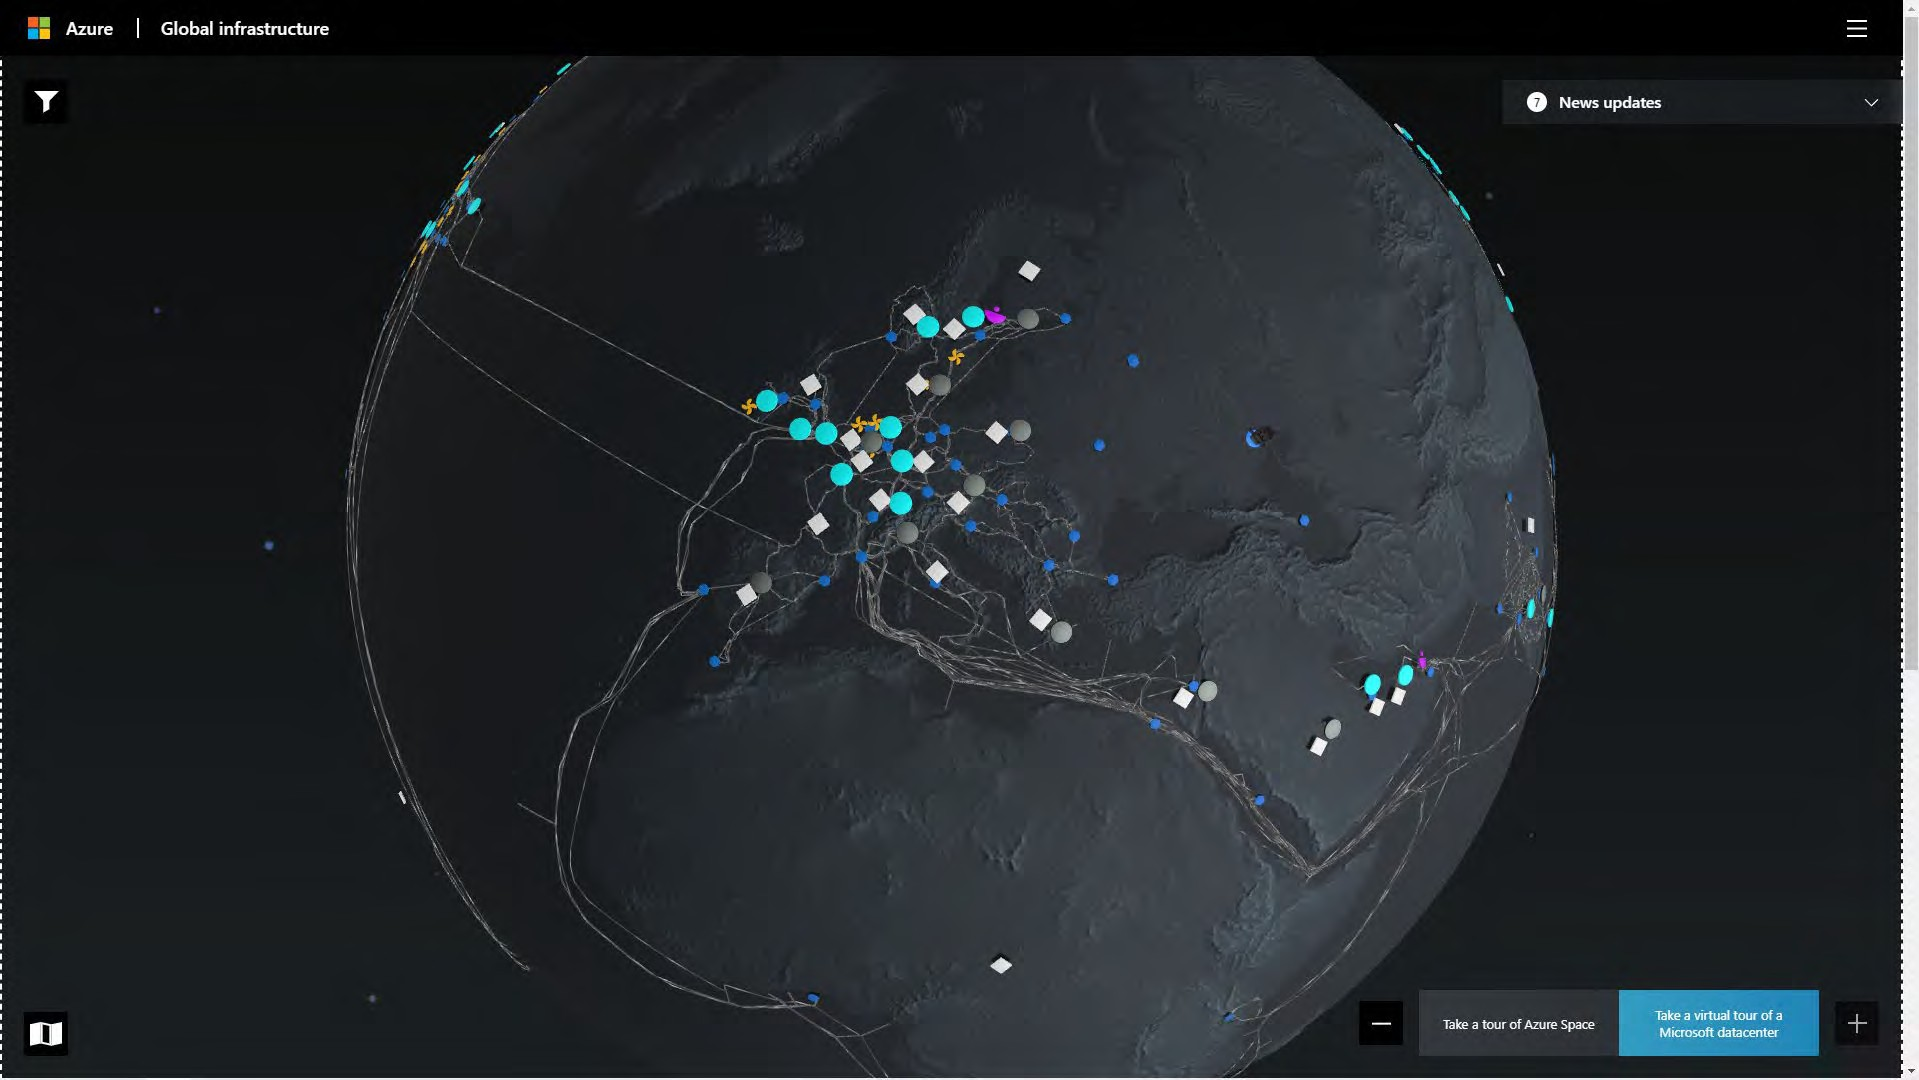 Azure
Global infrastructure
7
News updates
Take a tour of Azure Space
Take a virtual tour of a
Microsoft datacenter